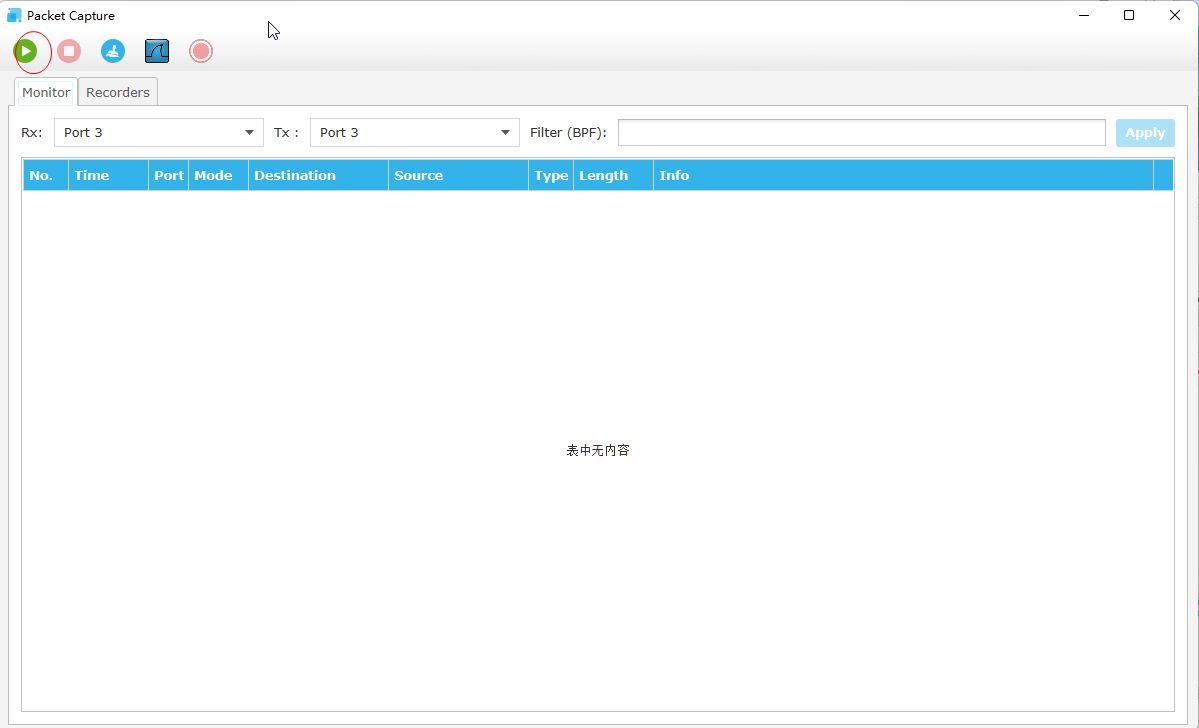 Packet Capture
Monitor Recorders
Rx: Port 3 Tx : Port 3 Filter (BPF): Apply
No. Time Port Mode Destination Source Type Length Info
表中无内容